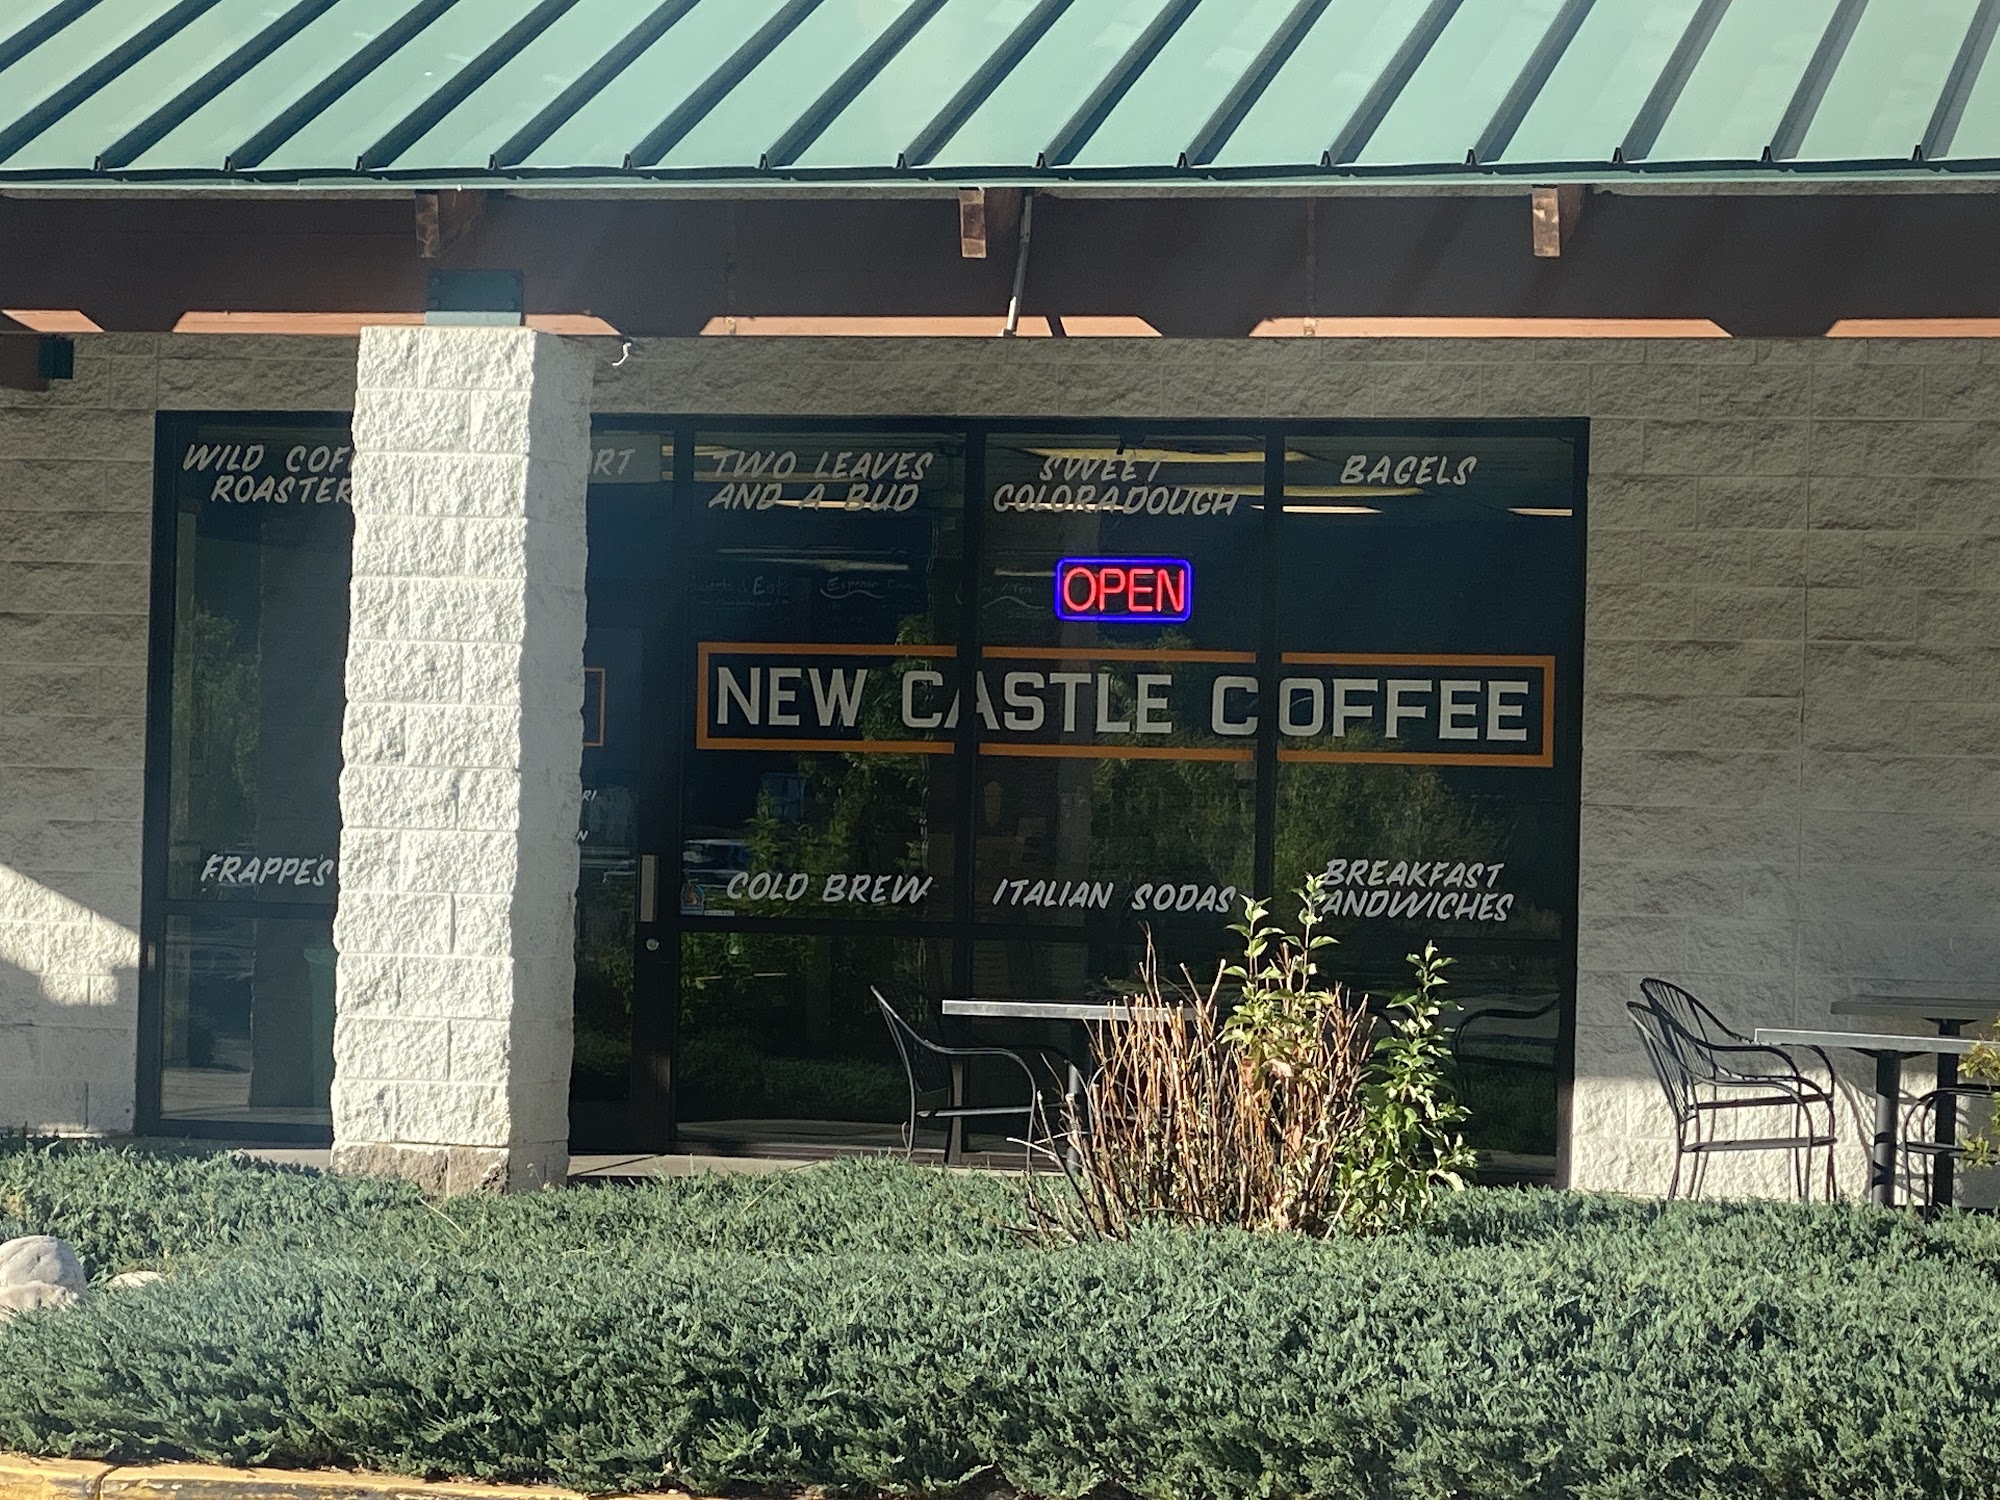 WILD COF
ROASTER
RT
TWO LEAVES
AND A BUD
SWEET
COLORADOUGH
BAGELS
OPEN
NEW CASTLE COFFEE
FRAPPE'S
COLD BREW
ITALIAN SODAS
BREAKFAST
SANDWICHES